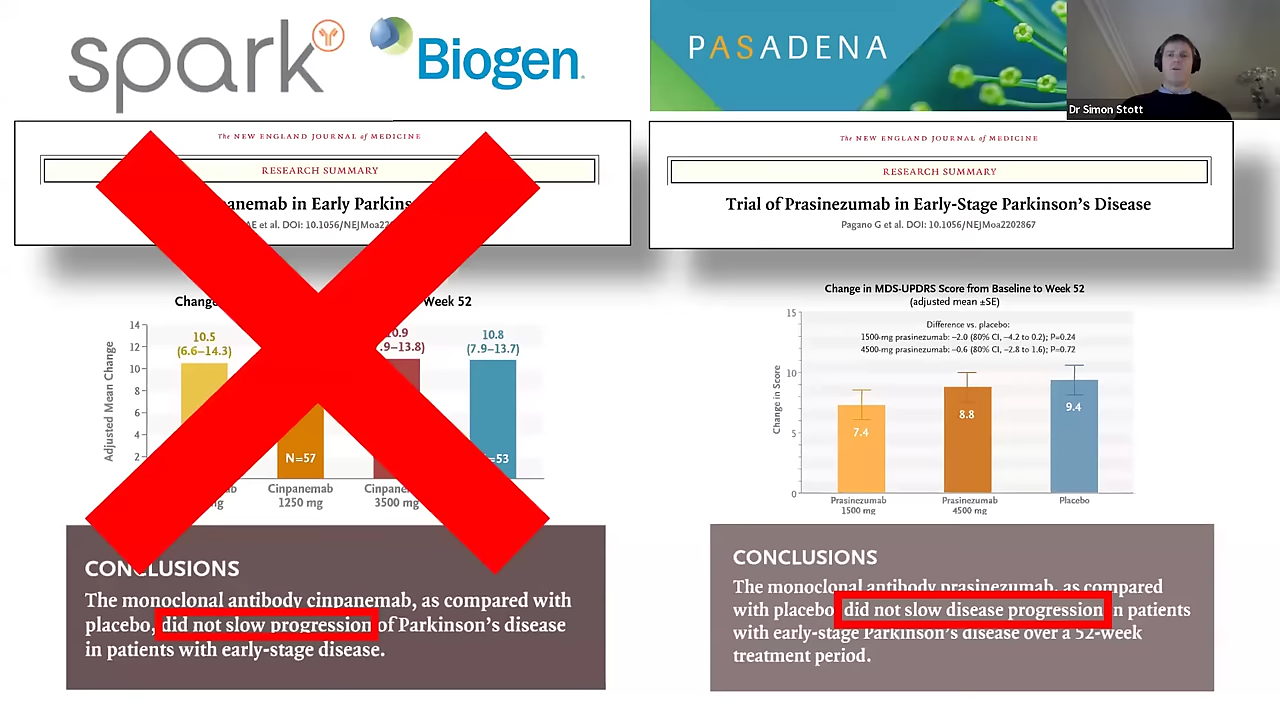 spark
Biogen.
PASADENA
Dr Simon Stott
The NEW ENGLAND JOURNAL of MEDICINE
RESEARCH SUMMARY
in Early
DOI:
Week 52
Adjusted Mean Change
14
12
10
8
6
4
2
10.5
(6.6–14.3)
10.8
(7.9–13.7)
N=57
Cinpanemab
1250 mg
3500 mg
CONCLUSIONS
The monoclonal antibody cinpanemab, as compared with
placebo, did not slow progression of Parkinson's disease
in patients with early-stage disease.
The NEW ENGLAND JOURNAL of MEDICINE
RESEARCH SUMMARY
Trial of Prasinezumab in Early-Stage Parkinson's Disease
Pagano G et al. DOI: 10.1056/NEJMoa2202867
Change in MDS-UPDRS Score from Baseline to Week 52
(adjusted mean ±SE)
Difference vs. placebo:
1500-mg prasinezumab: –2.0 (80% CI, –4.2 to 0.2); P=0.24
4500-mg prasinezumab: –0.6 (80% CI, –2.8 to 1.6); P=0.72
Change in Score
15
10
5
0
7.4
8.8
9.4
Prasinezumab
1500 mg
Prasinezumab
4500 mg
Placebo
CONCLUSIONS
The monoclonal antibody prasinezumab, as compared
with placebo did not slow disease progression in patients
with early-stage Parkinson's disease over a 52-week
treatment period.